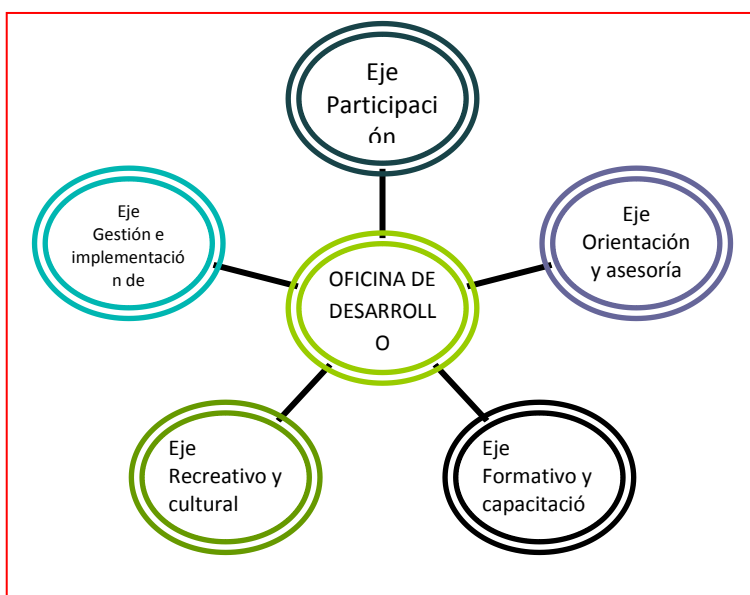 Eje
Participaci
ón
Eje
Gestión e
implementació
n de
Eje
Orientación
y asesoría
OFICINA DE
DESARROLL
O
Eje
Recreativo y
cultural
Eje
Formativo y
capacitació